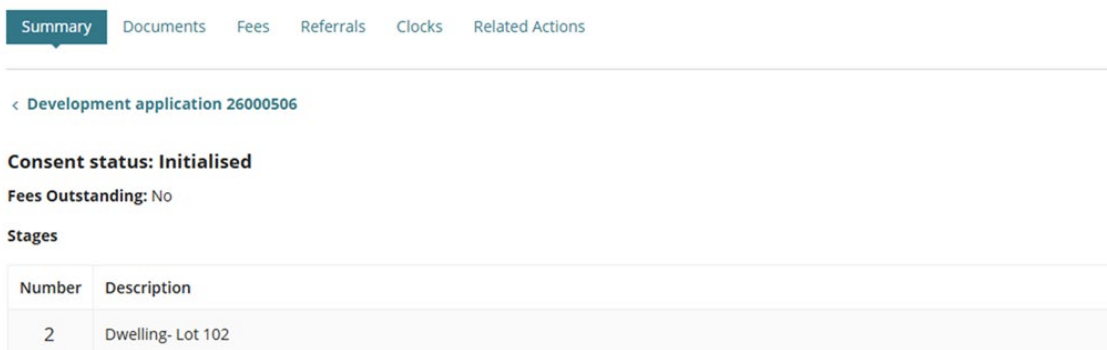 Summary Documents Fees Referrals Clocks Related Actions
< Development application 26000506
Consent status: Initialised
Fees Outstanding: No
Stages
Number Description
2 Dwelling- Lot 102